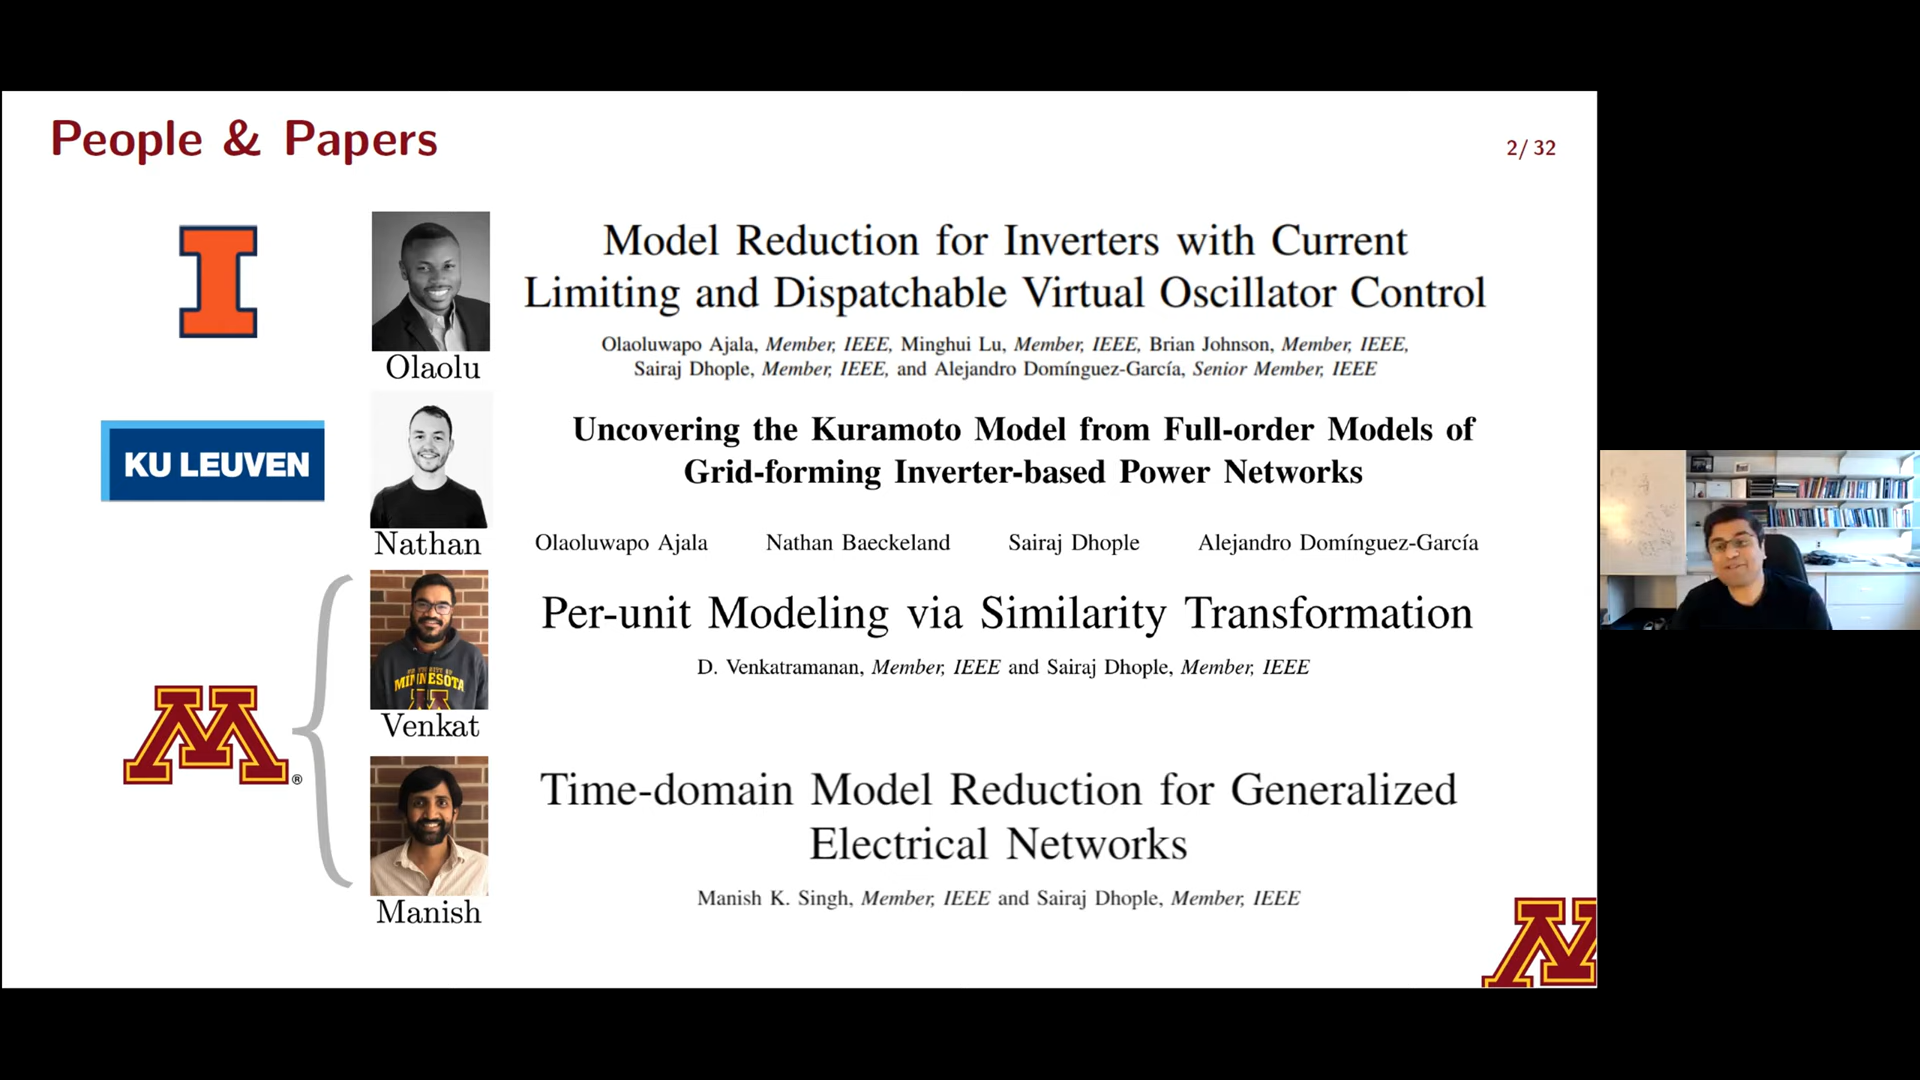 People & Papers
2/ 32
I
Olaolu
Model Reduction for Inverters with Current
Limiting and Dispatchable Virtual Oscillator Control
Olaoluwapo Ajala, Member, IEEE, Minghui Lu, Member, IEEE, Brian Johnson, Member, IEEE,
Sairaj Dhople, Member, IEEE, and Alejandro Domínguez-García, Senior Member, IEEE
KU LEUVEN
Nathan
Uncovering the Kuramoto Model from Full-order Models of
Grid-forming Inverter-based Power Networks
Olaoluwapo Ajala Nathan Baeckeland Sairaj Dhople Alejandro Domínguez-García
MINNESOTA
M
Venkat
Per-unit Modeling via Similarity Transformation
D. Venkatramanan, Member, IEEE and Sairaj Dhople, Member, IEEE
M®
Manish
Time-domain Model Reduction for Generalized
Electrical Networks
Manish K. Singh, Member, IEEE and Sairaj Dhople, Member, IEEE
M